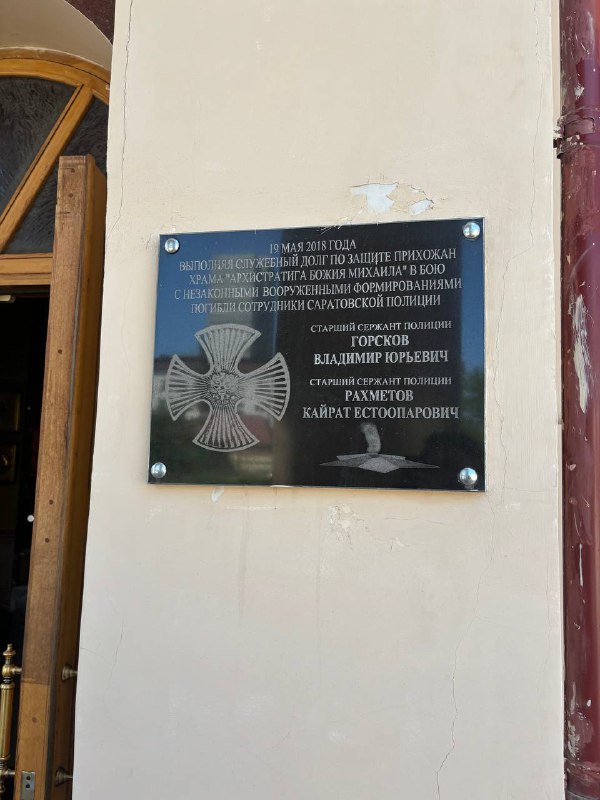 19 МАЯ 2018 ГОДА
ВЫПОЛНЯЯ СЛУЖЕБНЫЙ ДОЛГ ПО ЗАЩИТЕ ПРИХОЖАН
ХРАМА "АРХИСТРАТИГА БОЖИЯ МИХАИЛА" В БОЮ
С НЕЗАКОННЫМИ ВООРУЖЕННЫМИ ФОРМИРОВАНИЯМИ
ПОГИБЛИ СОТРУДНИКИ САРАТОВСКОЙ ПОЛИЦИИ
СТАРШИЙ СЕРЖАНТ ПОЛИЦИИ
ГОРСКОВ
ВЛАДИМИР ЮРЬЕВИЧ
СТАРШИЙ СЕРЖАНТ ПОЛИЦИИ
РАХМЕТОВ
КАЙРАТ ЕСТООПАРОВИЧ